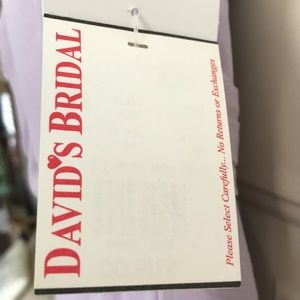 DAVID'S BRIDAL
Please Select Carefully... No Returns or Exchanges